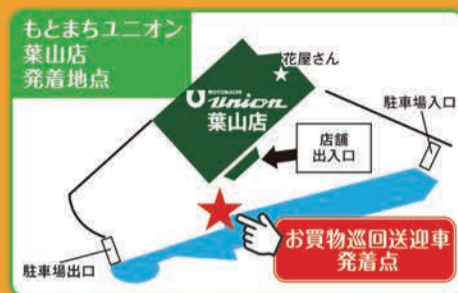 もとまちユニオン
葉山店
発着地点
花屋さん
MOTOMACHI
Union
葉山店
駐車場入口
店舗
出入口
お買物巡回送迎車
発着点
駐車場出口